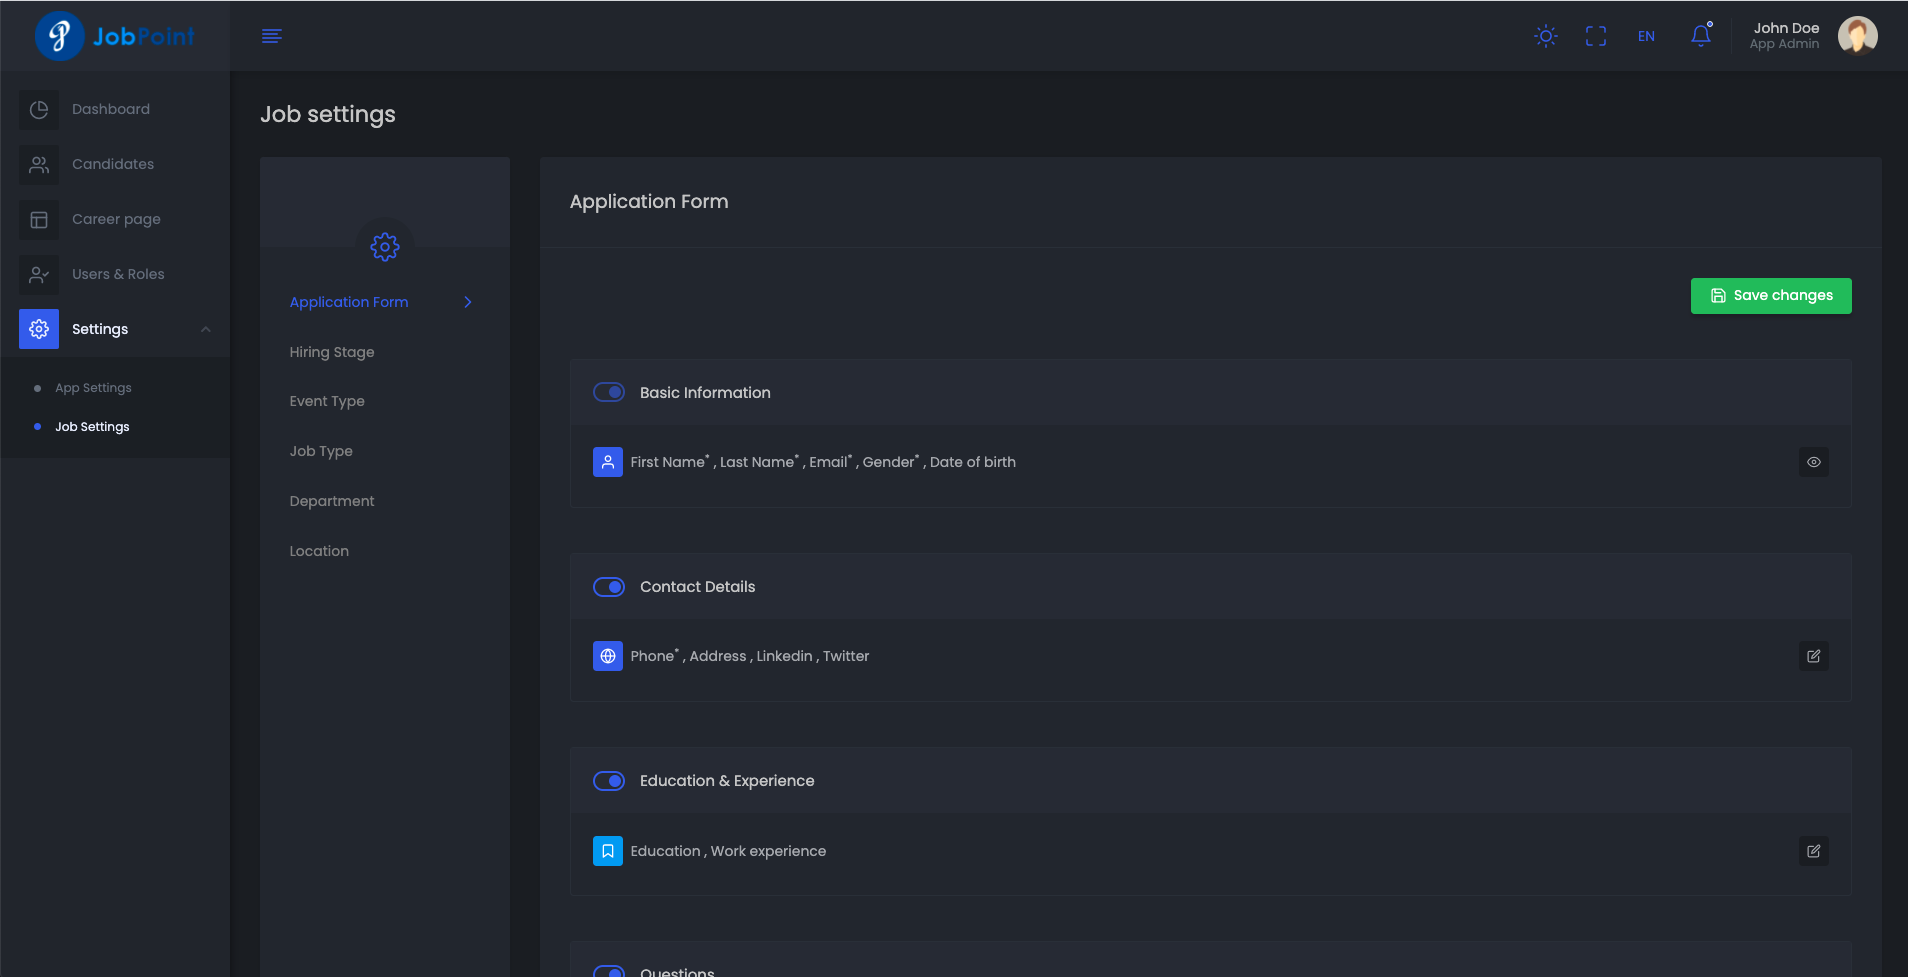 JobPoint
EN
John Doe
App Admin
Dashboard
Candidates
Career page
Users & Roles
Settings
App Settings
Job Settings
Job settings
Application Form
Hiring Stage
Event Type
Job Type
Department
Location
Application Form
Save changes
Basic Information
First Name* , Last Name* , Email* , Gender* , Date of birth
Contact Details
Phone* , Address , Linkedin , Twitter
Education & Experience
Education , Work experience
Questions